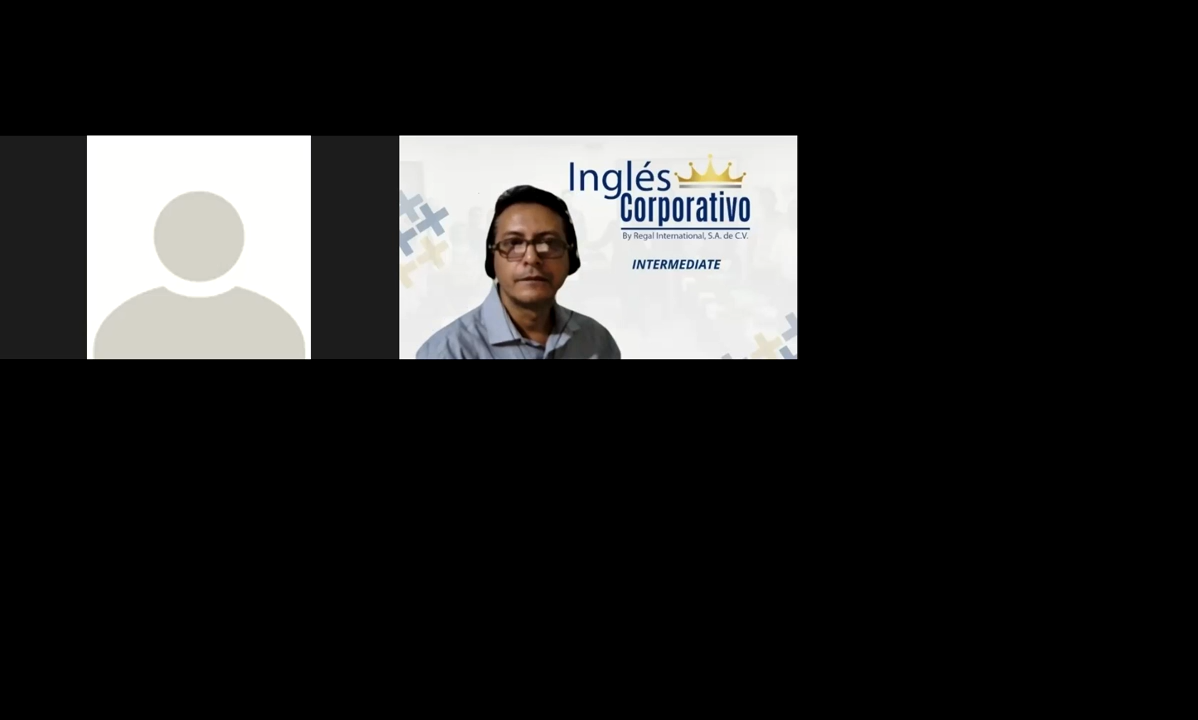 Inglés
Corporativo
By Regal International, S.A. de C.V.
INTERMEDIATE